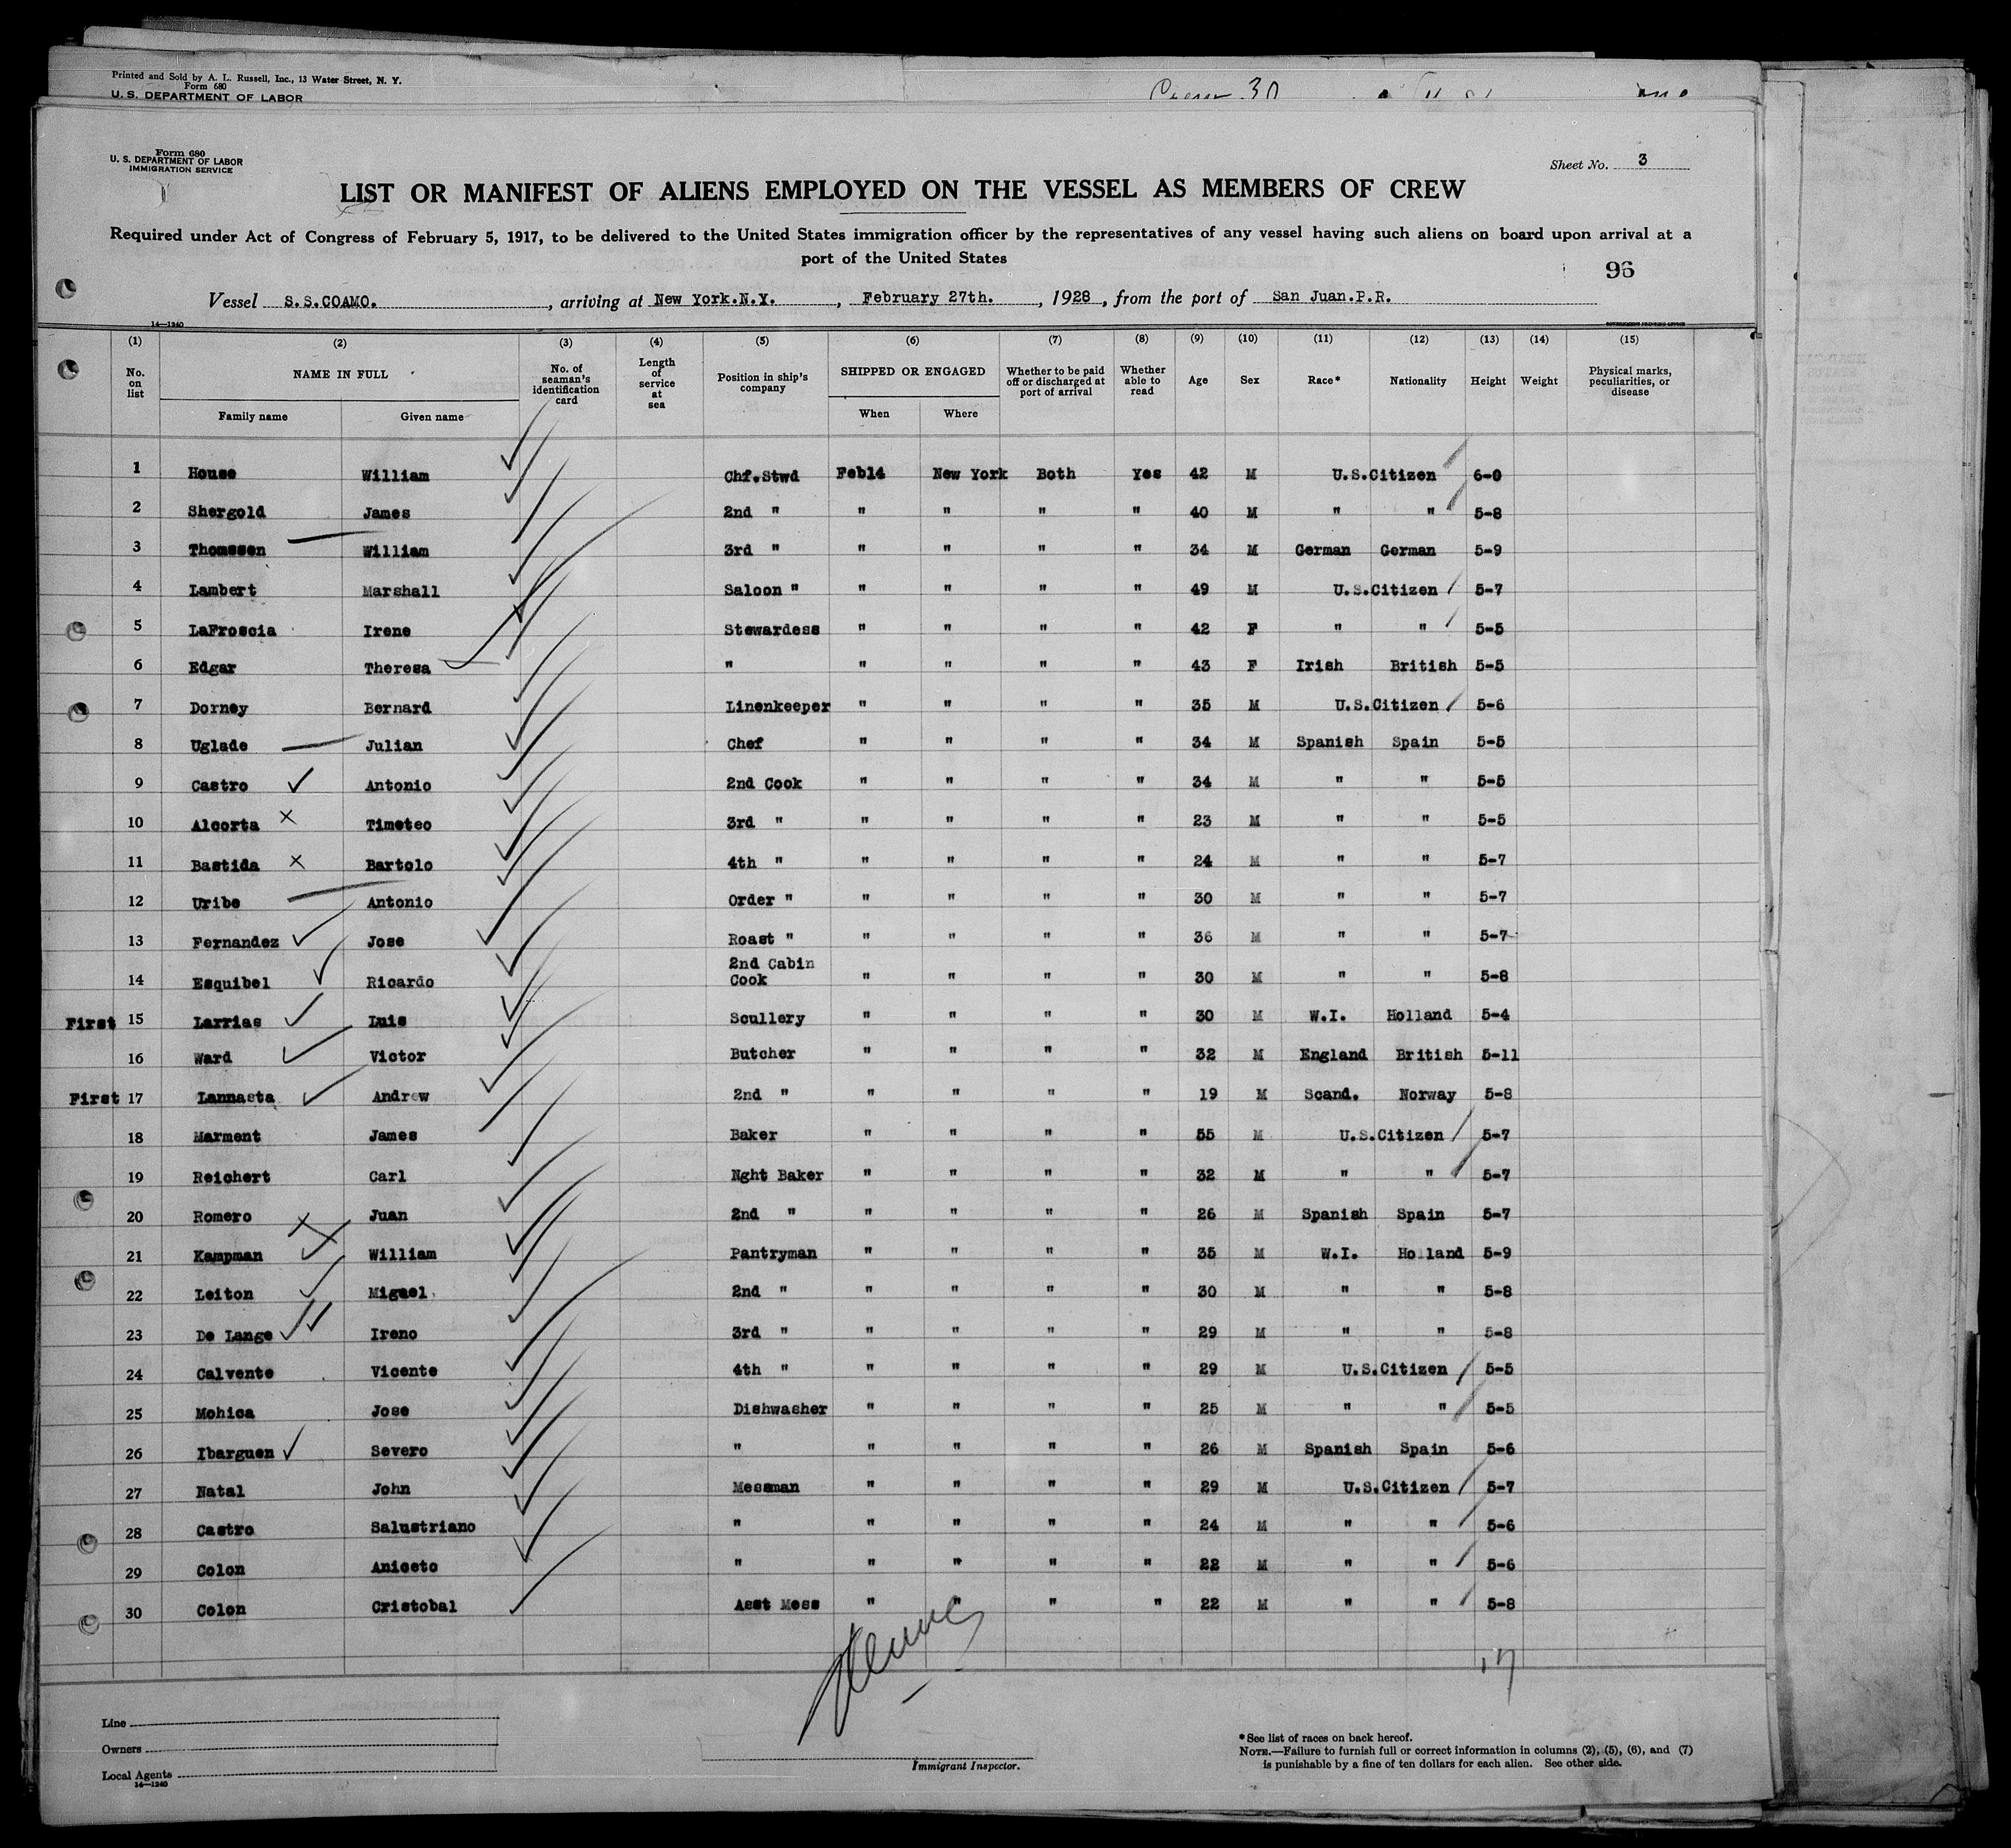 Printed and Sold by A. L. Russell, Inc., 13 Water Street, N. Y.
Form 680
U. S. DEPARTMENT OF LABOR
30
Form 680
U. S. DEPARTMENT OF LABOR
IMMIGRATION SERVICE
Sheet No. 3
LIST OR MANIFEST OF ALIENS EMPLOYED ON THE VESSEL AS MEMBERS OF CREW
Required under Act of Congress of February 5, 1917, to be delivered to the United States immigration officer by the representatives of any vessel having such aliens on board upon arrival at a
port of the United States
96
Vessel S.S.COAMO. , arriving at New York.N.Y. , February 27th. , 1928 , from the port of San Juan.P.R.
14—1240
GOVERNMENT PRINTING OFFICE
(1) (2) (3) (4) (5) (6) (7) (8) (9) (10) (11) (12) (13) (14) (15)
No. on list NAME IN FULL Family name Given name No. of seaman's identification card Length of service at sea Position in ship's company SHIPPED OR ENGAGED When Where Whether to be paid off or discharged at port of arrival Whether able to read Age Sex Race* Nationality Height Weight Physical marks, peculiarities, or disease
1 House William Chf.Stwd Feb14 New York Both Yes 42 M U.S.Citizen 6-0
2 Shergold James 2nd " " " " " 40 M " " 5-8
3 Thomssen William 3rd " " " " " 34 M German German 5-9
4 Lambert Marshall Saloon " " " " " 49 M U.S.Citizen 5-7
5 LaFroscia Irene Stewardess " " " " 42 F " " 5-5
6 Edgar Theresa " " " " " 43 F Irish British 5-5
7 Dorney Bernard Linenkeeper " " " " 35 M U.S.Citizen 5-6
8 Uglade Julian Chef " " " " 34 M Spanish Spain 5-5
9 Castro Antonio 2nd Cook " " " " 34 M " " 5-5
10 Alcorta Timoteo 3rd " " " " " 23 M " " 5-5
11 Bastida Bartolo 4th " " " " " 24 M " " 5-7
12 Uribe Antonio Order " " " " " 30 M " " 5-7
13 Fernandez Jose Roast " " " " " 36 M " " 5-7
14 Esquibel Ricardo 2nd Cabin Cook " " " " 30 M " " 5-8
First 15 Larrias Luis Scullery " " " " 30 M W.I. Holland 5-4
16 Ward Victor Butcher " " " " 32 M England British 5-11
First 17 Lannasta Andrew 2nd " " " " " 19 M Scand. Norway 5-8
18 Marment James Baker " " " " 55 M U.S.Citizen 5-7
19 Reichert Carl Nght Baker " " " " 32 M " " 5-7
20 Romero Juan 2nd " " " " " 26 M Spanish Spain 5-7
21 Kampman William Pantryman " " " " 35 M W.I. Holland 5-9
22 Leiton Miguel 2nd " " " " " 30 M " " 5-8
23 De Lange Ireno 3rd " " " " " 29 M " " 5-8
24 Calvente Vicente 4th " " " " " 29 M U.S.Citizen 5-5
25 Mohica Jose Dishwasher " " " " 25 M " " 5-5
26 Ibarguen Severo " " " " " 26 M Spanish Spain 5-6
27 Natal John Messman " " " " 29 M U.S.Citizen 5-7
28 Castro Salustriano " " " " " 24 M " " 5-6
29 Colon Aniceto " " " " " 22 M " " 5-6
30 Colon Cristobal Asst Mess " " " " 22 M " " 5-8
17
Line
Owners
Local Agents
14—1240
Immigrant Inspector.
*See list of races on back hereof.
NOTE.—Failure to furnish full or correct information in columns (2), (5), (6), and (7)
is punishable by a fine of ten dollars for each alien. See other side.